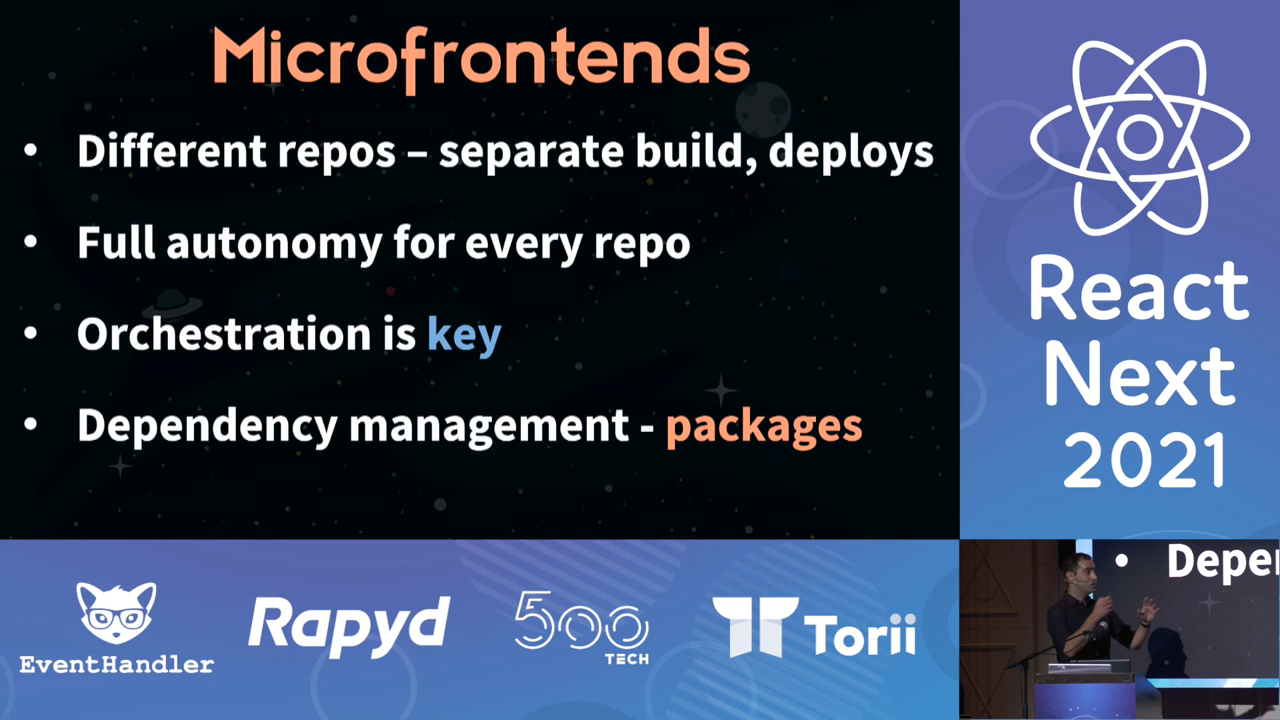 Microfrontends
• Different repos – separate build, deploys
• Full autonomy for every repo
• Orchestration is key
• Dependency management - packages
React
Next
2021
EventHandler
Rapyd
500
TECH
Torii
• Depe